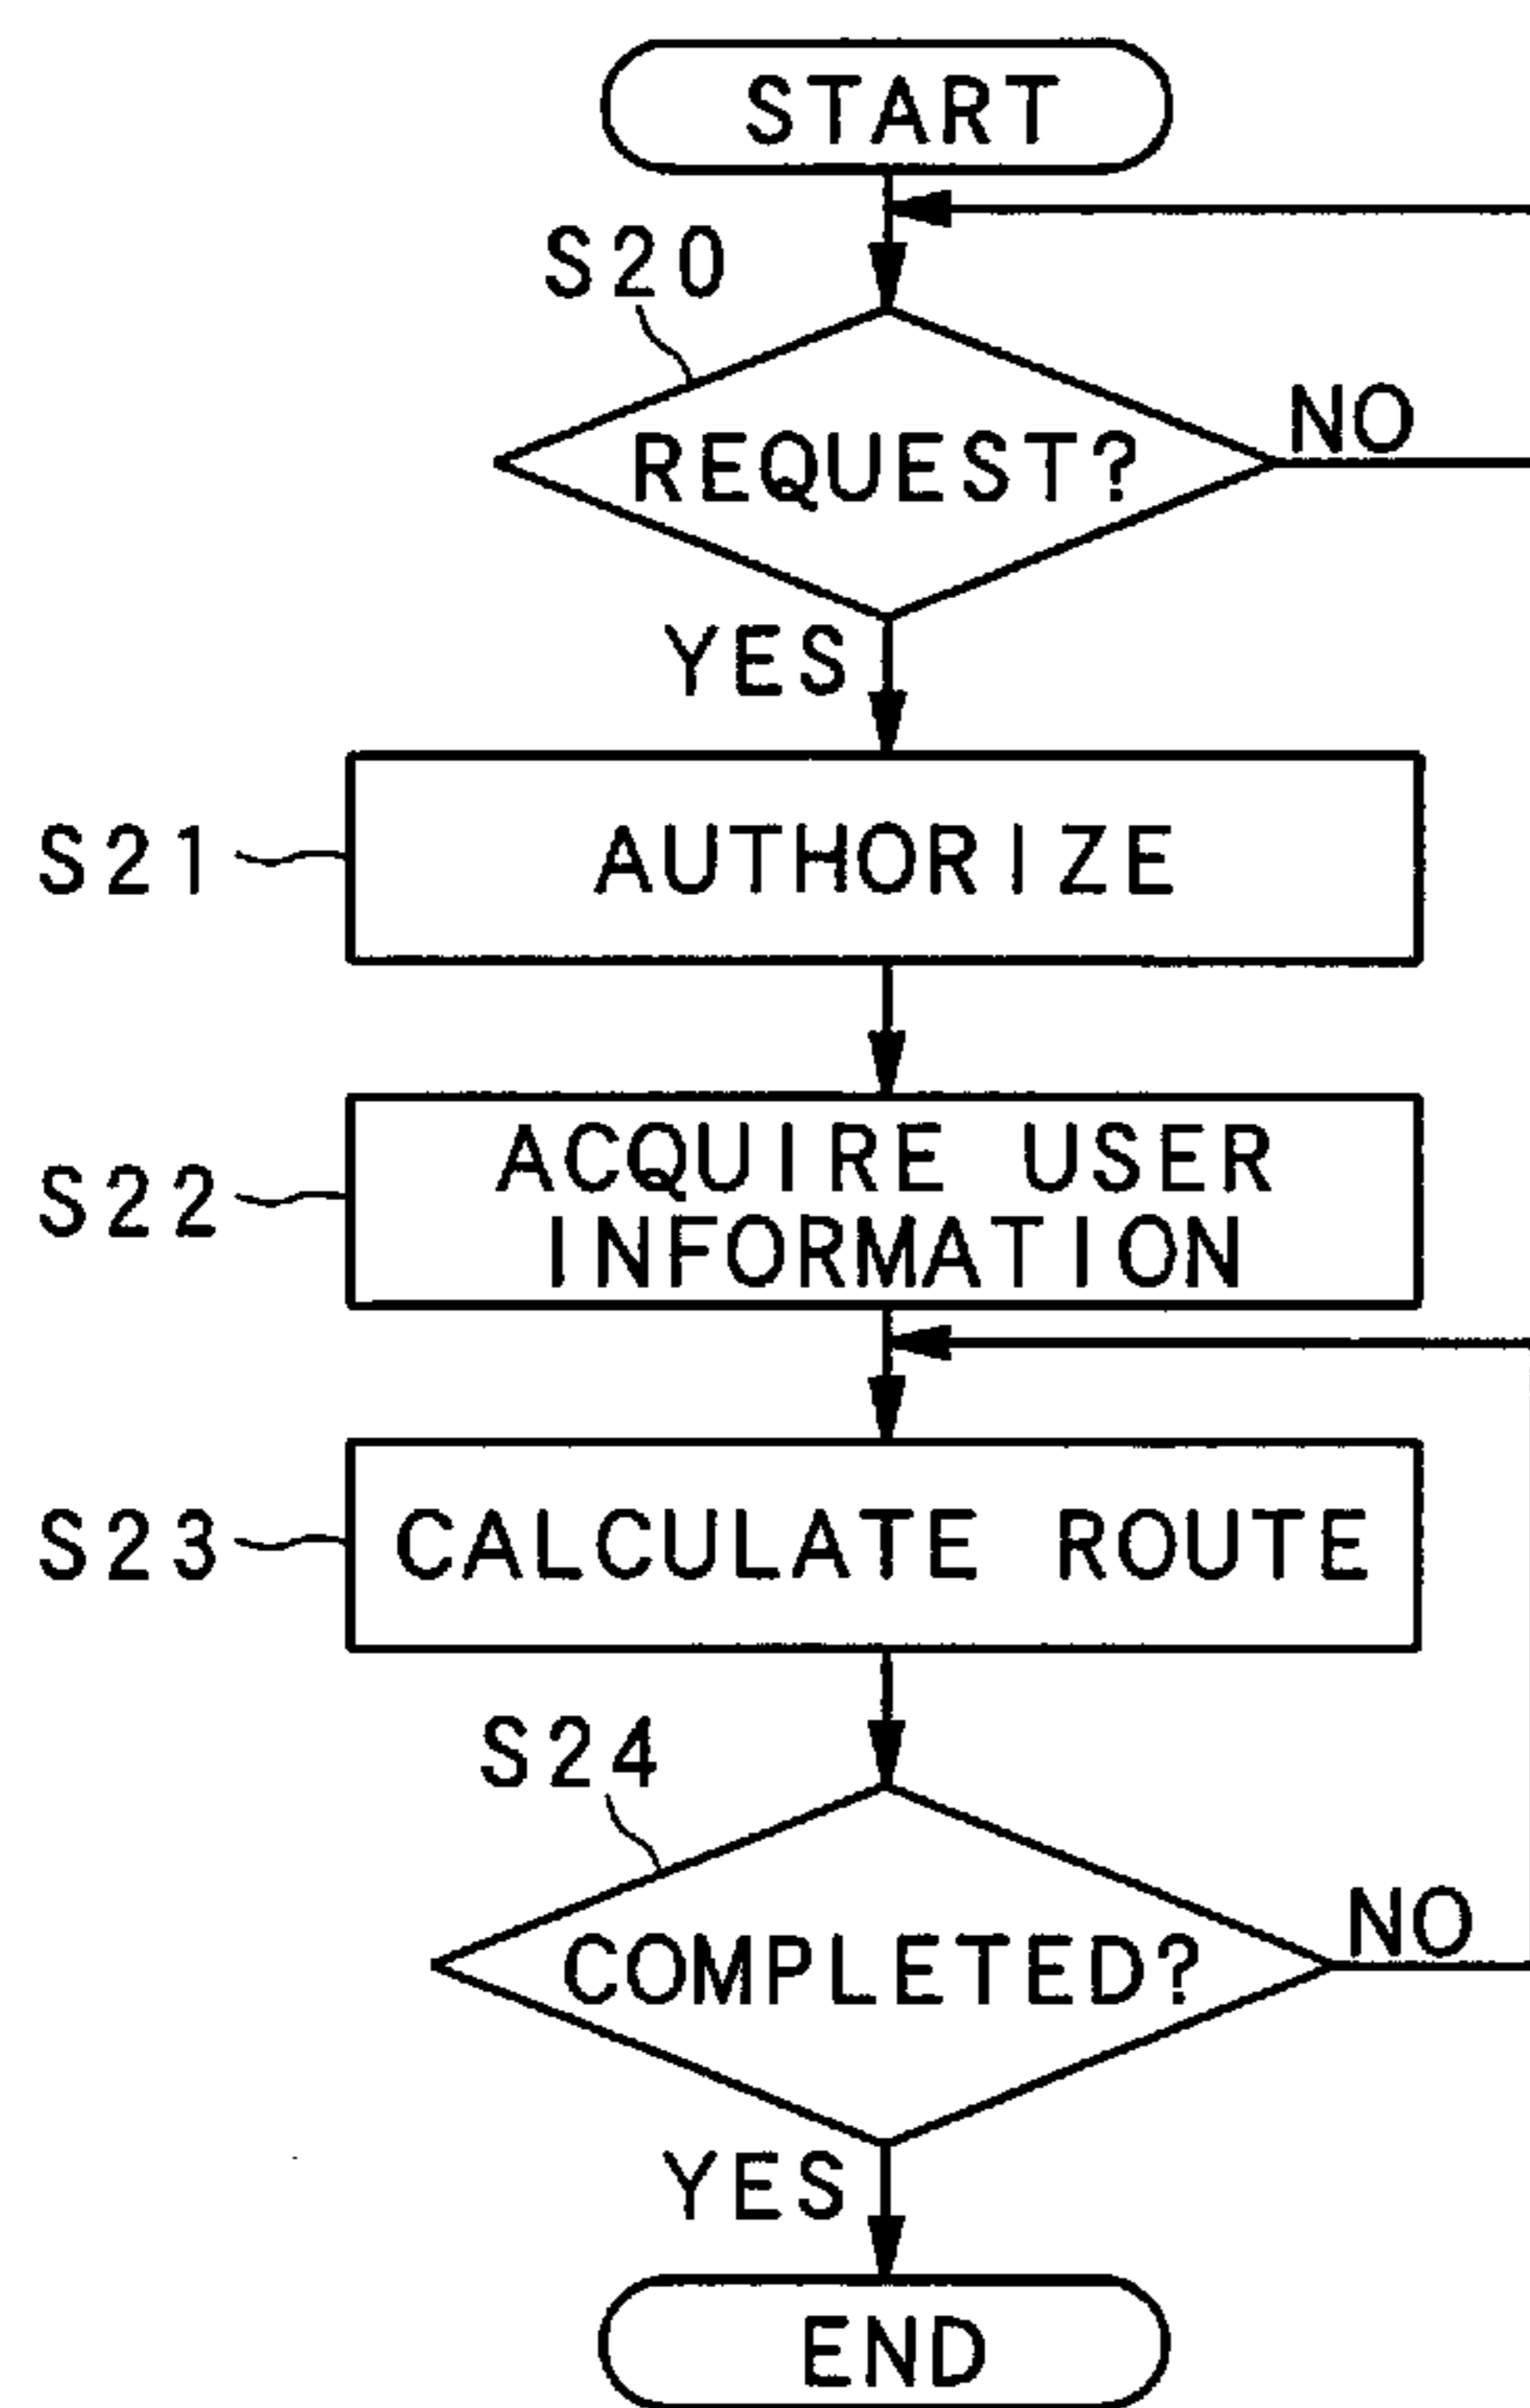 START
S20
REQUEST?
NO
YES
S21
AUTHORIZE
S22
ACQUIRE USER
INFORMATION
S23
CALCULATE ROUTE
S24
COMPLETED?
NO
YES
END